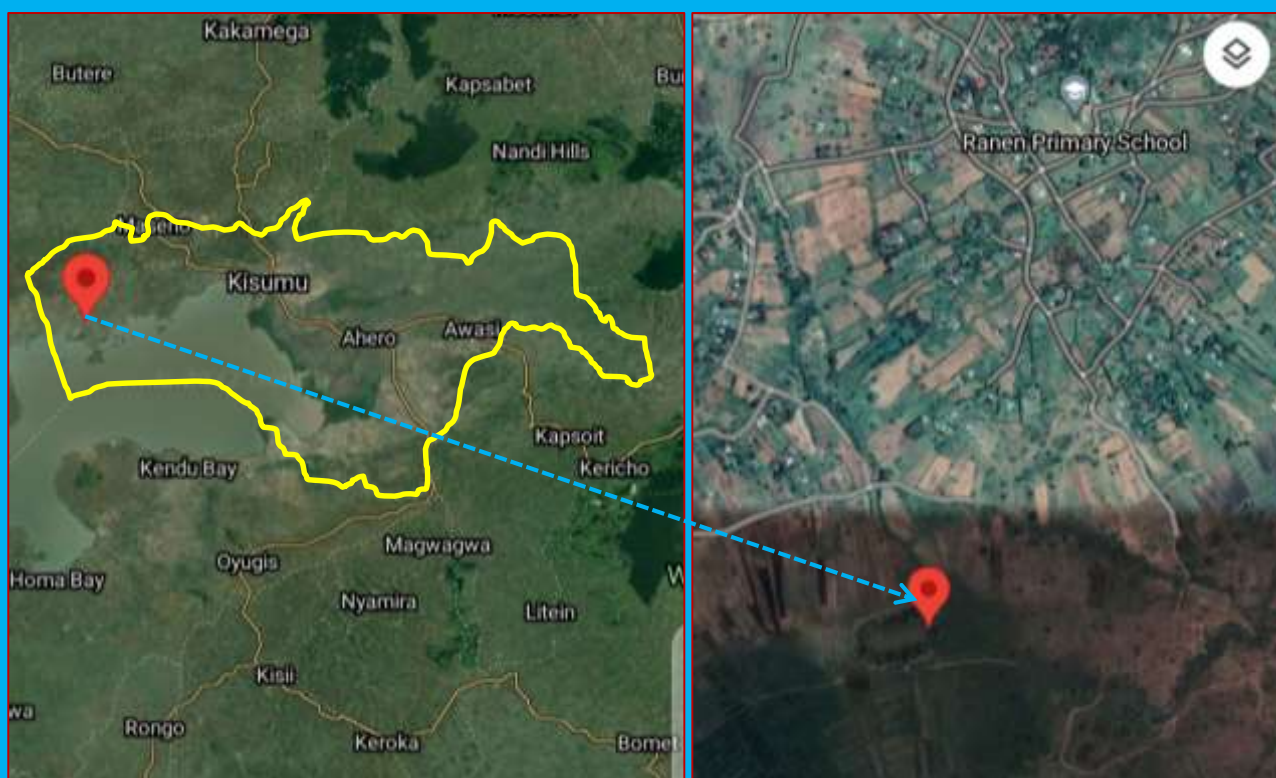 Kakamega
Butere
Kapsabet
Nandi Hills
Kisumu
Ahero
Awasi
Kapsoit
Kericho
Kendu Bay
Magwagwa
Oyugis
Homa Bay
Nyamira
Litein
Kisii
wa
Rongo
Keroka
Bomet
Ranen Primary School